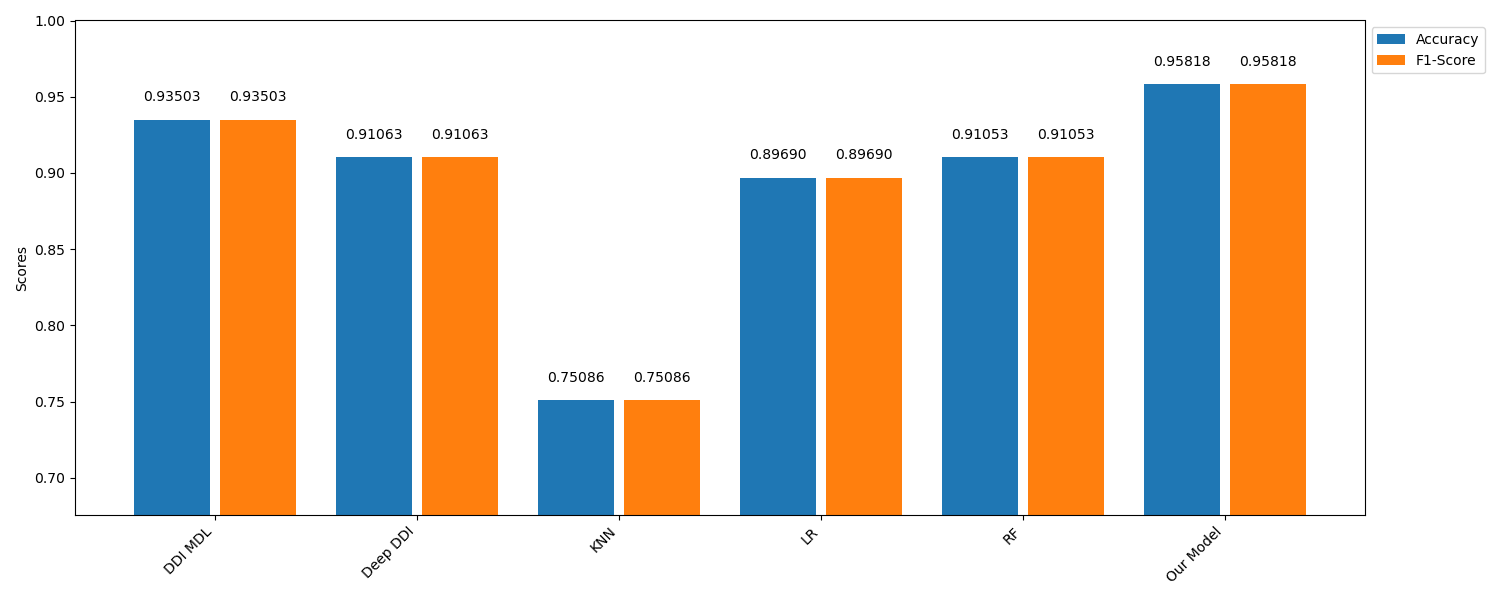 1.00
0.95
0.90
0.85
0.80
0.75
0.70
Scores
0.93503 0.93503
0.91063 0.91063
0.75086 0.75086
0.89690 0.89690
0.91053 0.91053
0.95818 0.95818
DDI MDL
Deep DDI
KNN
LR
RF
Our Model
Accuracy
F1-Score